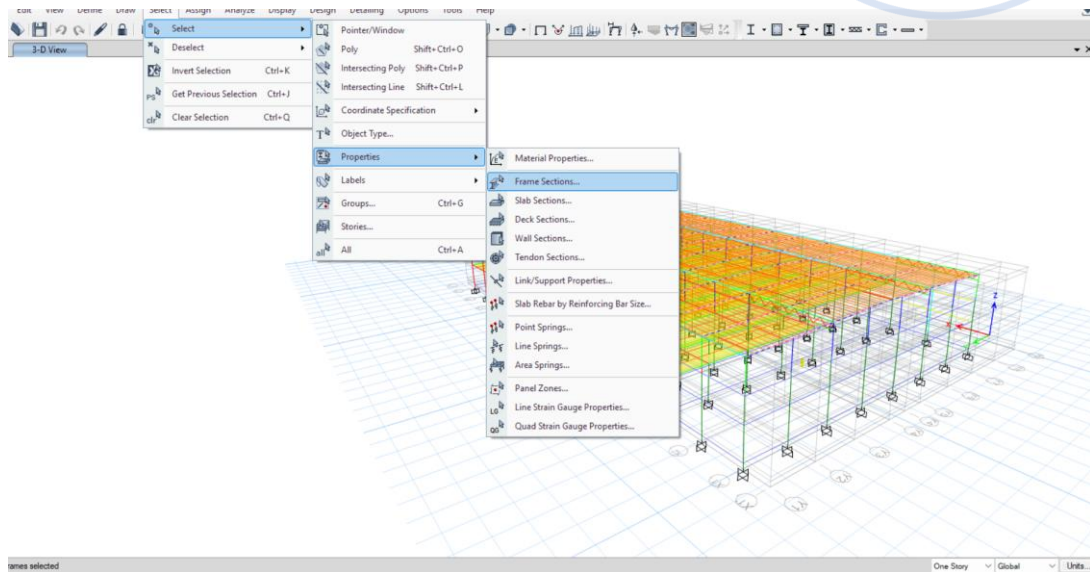 Edit View Define Draw Select Assign Analyze Display Design Detailing Options Tools Help
3-D View
Select
Deselect
Invert Selection Ctrl+K
Get Previous Selection Ctrl+J
Clear Selection Ctrl+Q
Pointer/Window
Poly Shift+Ctrl+O
Intersecting Poly Shift+Ctrl+P
Intersecting Line Shift+Ctrl+L
Coordinate Specification
Object Type...
Properties
Labels
Groups... Ctrl+G
Stories...
All Ctrl+A
Material Properties...
Frame Sections...
Slab Sections...
Deck Sections...
Wall Sections...
Tendon Sections...
Link/Support Properties...
Slab Rebar by Reinforcing Bar Size...
Point Springs...
Line Springs...
Area Springs...
Panel Zones...
Line Strain Gauge Properties...
Quad Strain Gauge Properties...
Z
rames selected
One Story Global Units...